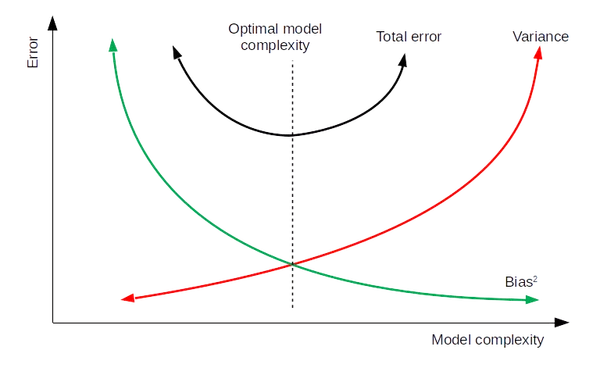 Error
Optimal model
complexity
Total error
Variance
Bias²
Model complexity